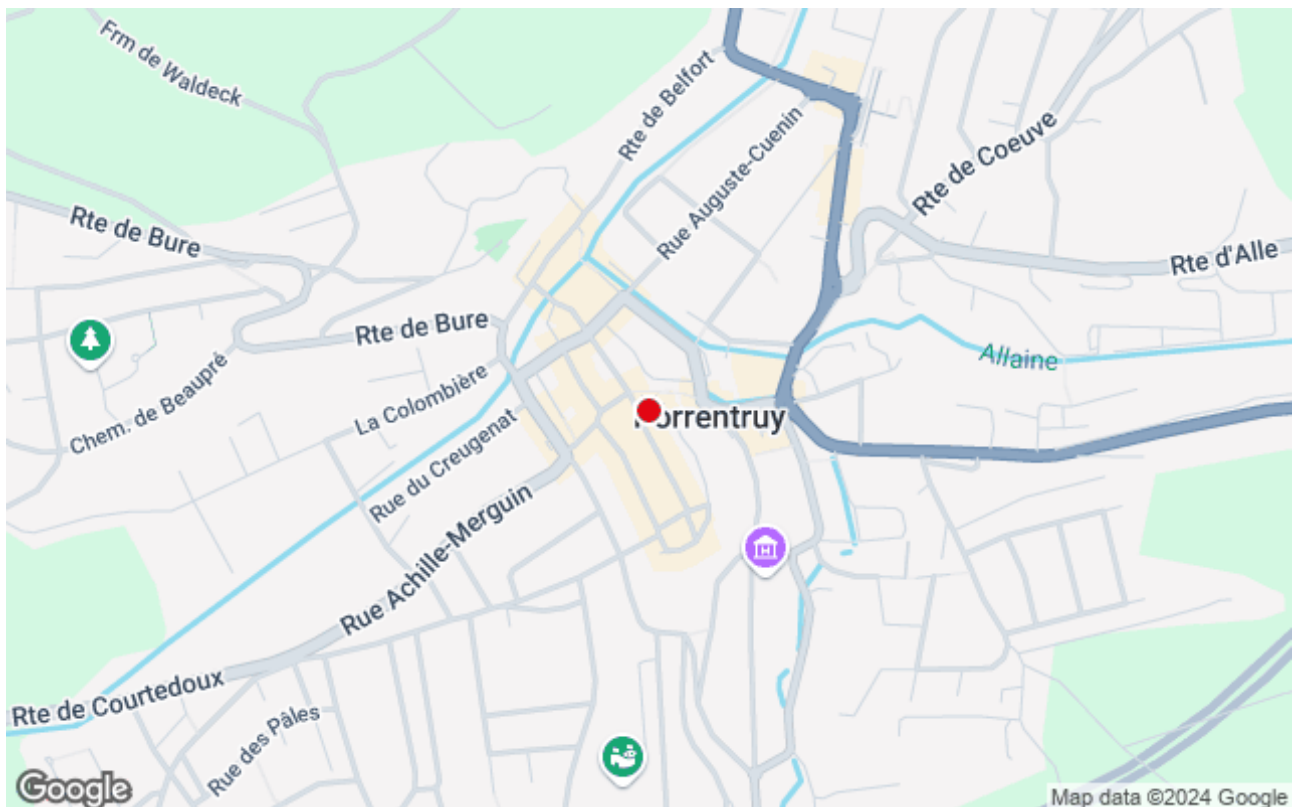 Frm de Waldeck
Rte de Belfort
Rue Auguste-Cuenin
Rte de Coeuve
Rte de Bure
Rte d'Alle
Rte de Bure
Allaine
Chem. de Beaupré
La Colombière
Porrentruy
Rue du Creugenat
Rue Achille-Merguin
H
Rte de Courtedoux
Rue des Pâles
Google
Map data ©2024 Google